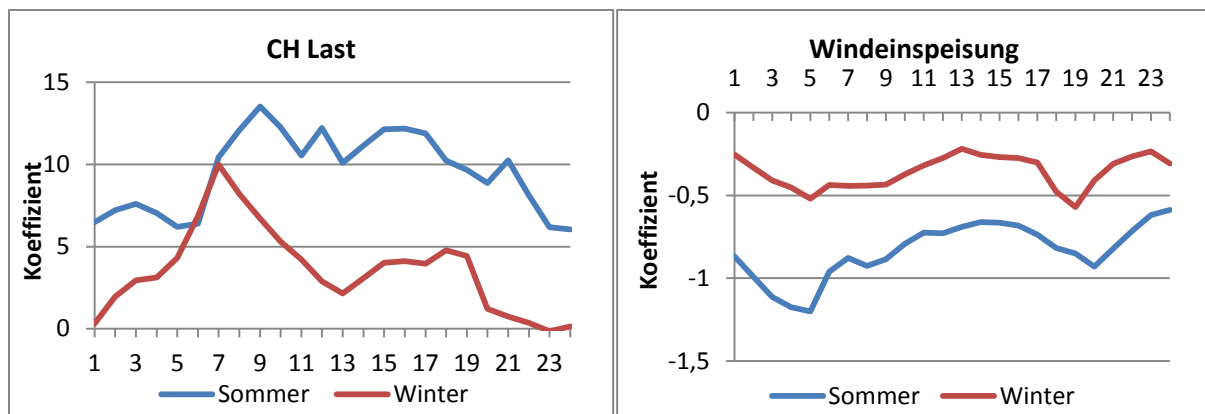 CH Last
15
10
5
0
Koeffizient
1 3 5 7 9 11 13 15 17 19 21 23
Sommer Winter
Windeinspeisung
1 3 5 7 9 11 13 15 17 19 21 23
0
-0,5
-1
-1,5
Koeffizient
Sommer Winter